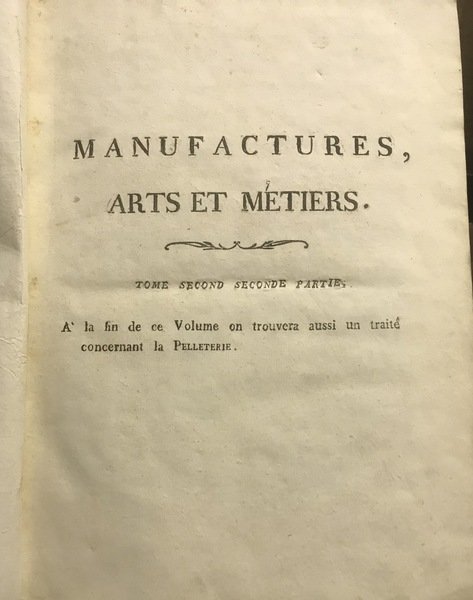 MANUFACTURES,
ARTS ET MÉTIERS.
TOME SECOND SECONDE PARTIE,
A' la fin de ce Volume on trouvera aussi un traité
concernant la PELLETERIE.